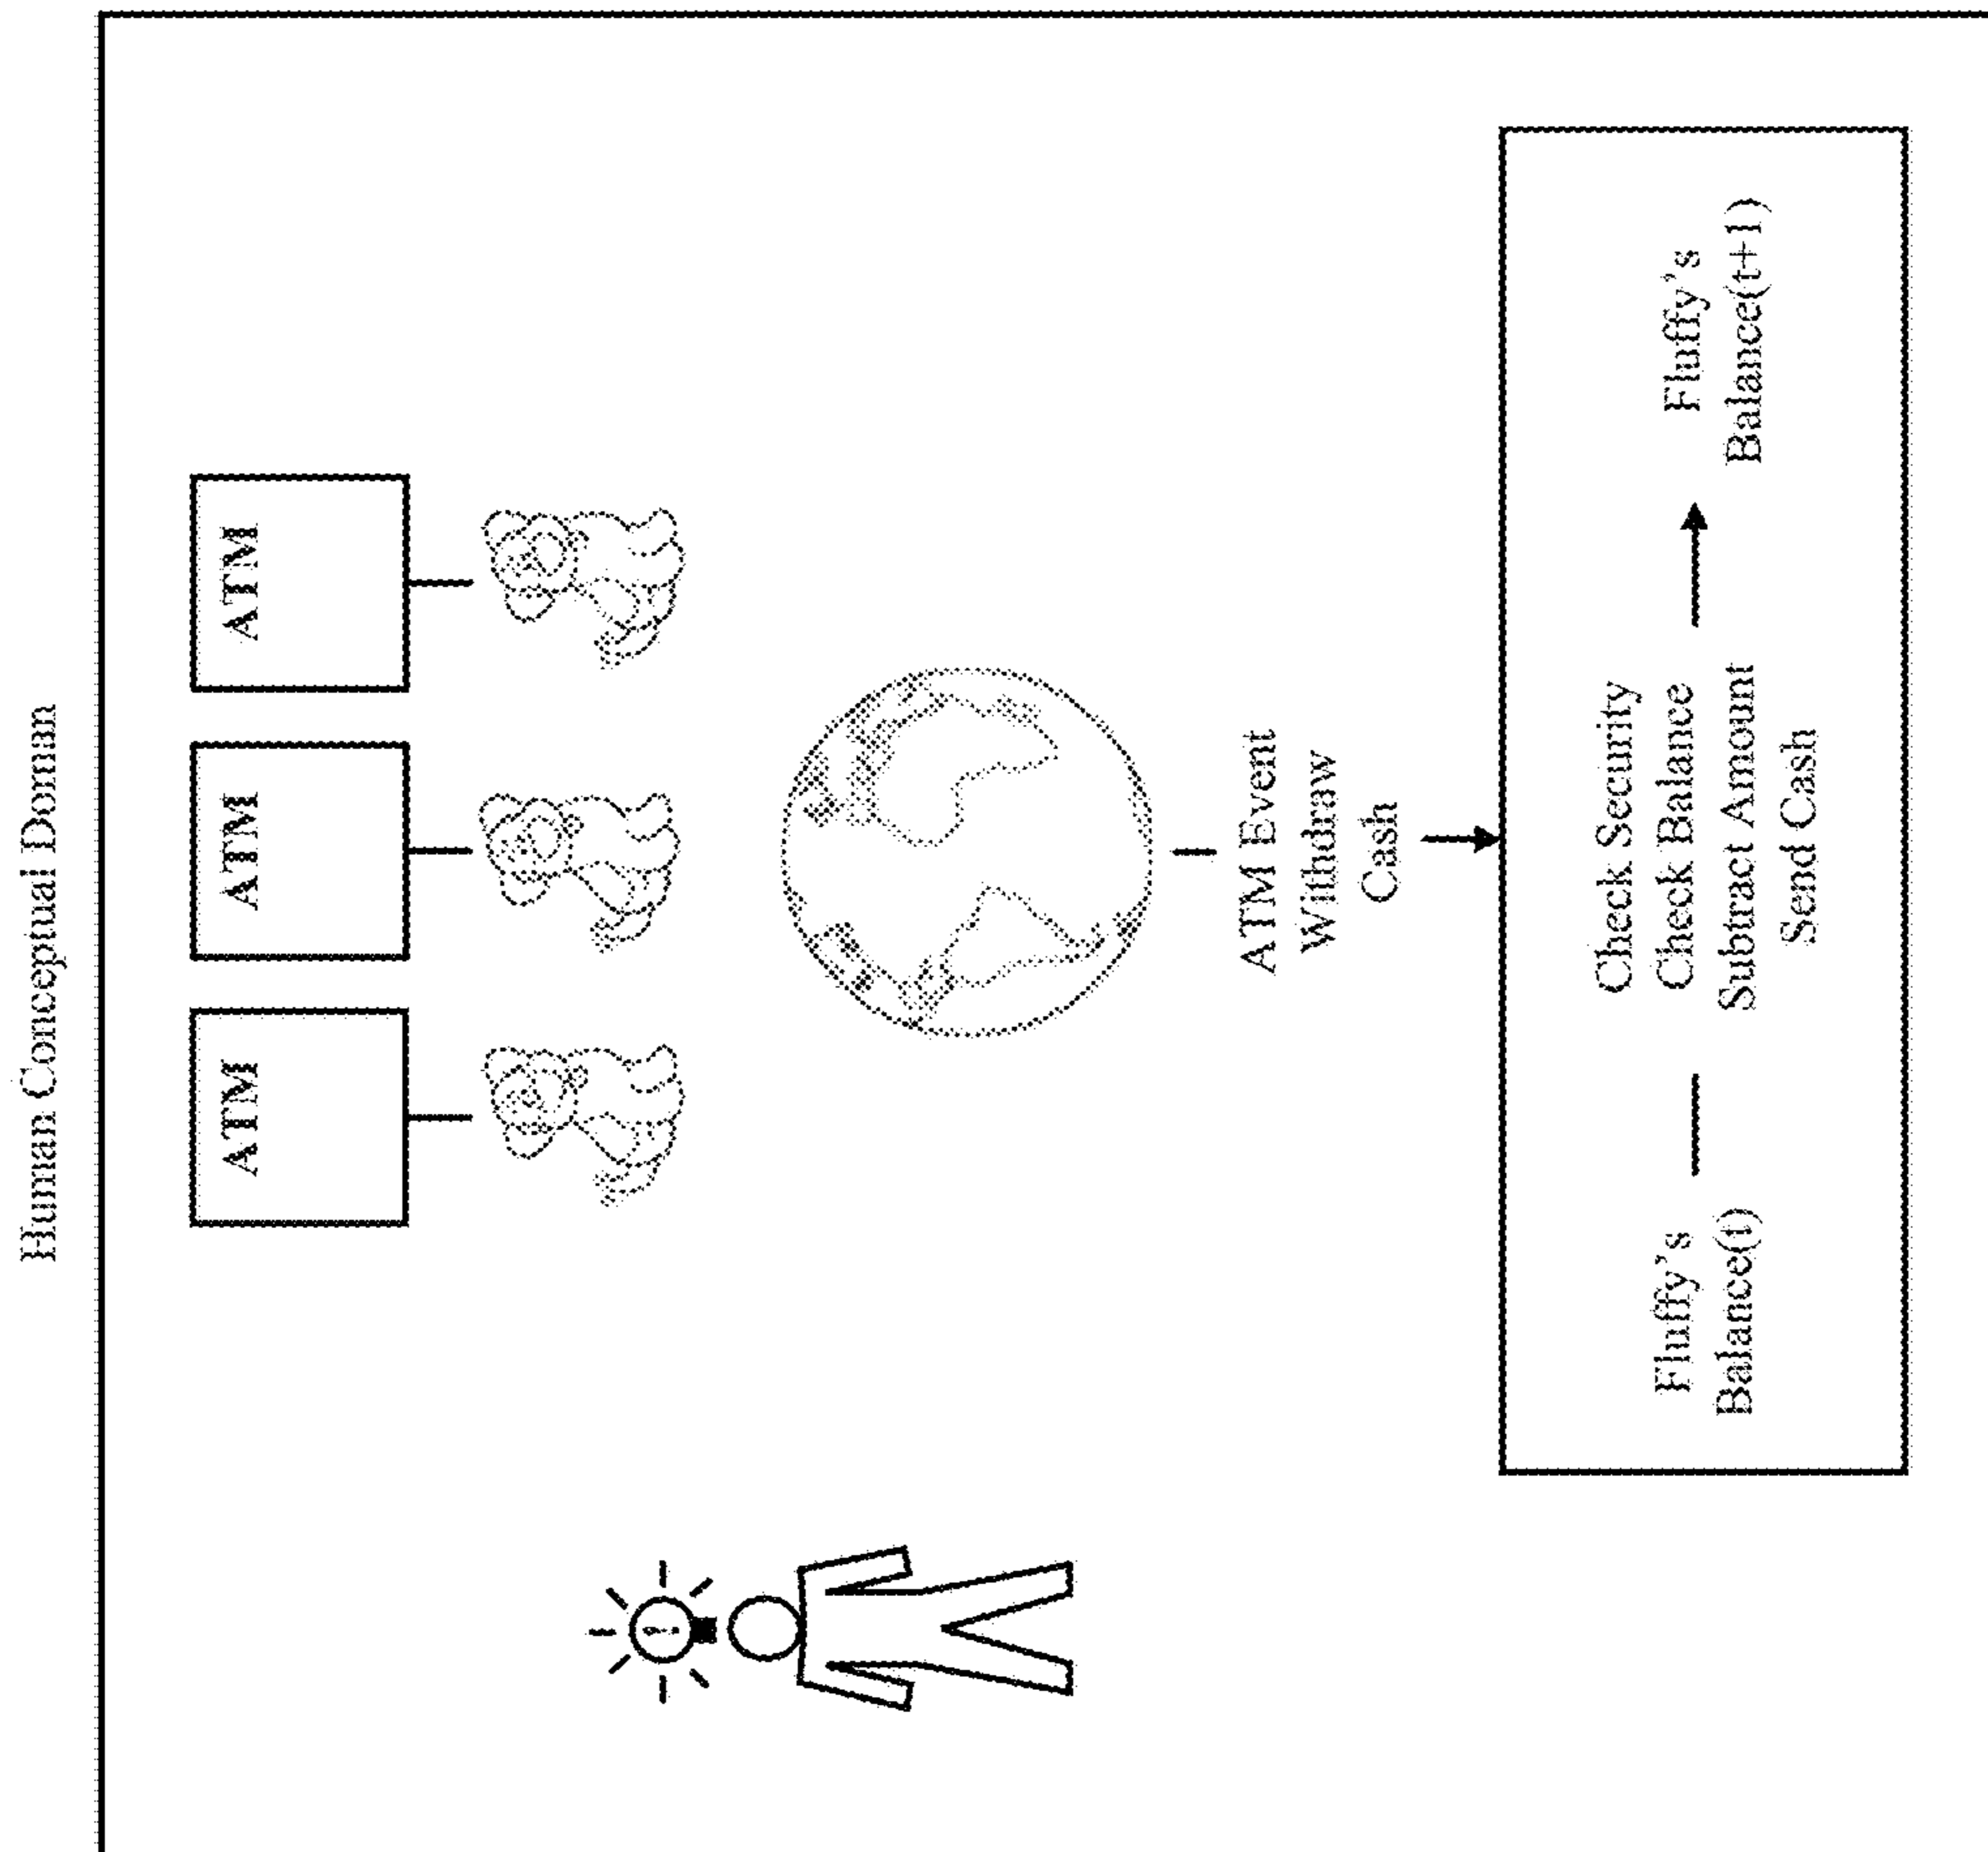 Human Conceptual Domain
ATM
ATM
ATM
!
ATM Event
Withdraw
Cash
Fluffy's
Balance(t)
Check Security
Check Balance
Subtract Amount
Send Cash
Fluffy's
Balance(t+1)